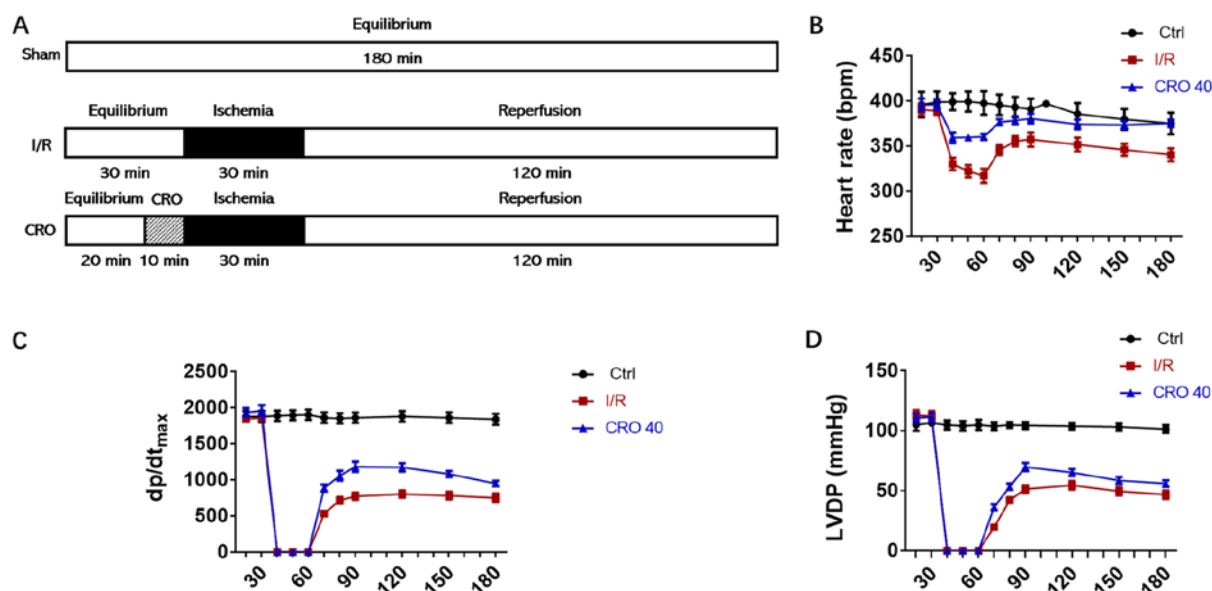 A
Equilibrium
Sham
180 min
Equilibrium Ischemia Reperfusion
I/R
30 min 30 min 120 min
Equilibrium CRO Ischemia Reperfusion
CRO
20 min 10 min 30 min 120 min
B
Ctrl
I/R
CRO 40
Heart rate (bpm)
450
400
350
300
250
30 60 90 120 150 180
C
Ctrl
I/R
CRO 40
dp/dtmax
2500
2000
1500
1000
500
0
30 60 90 120 150 180
D
Ctrl
I/R
CRO 40
LVDP (mmHg)
150
100
50
0
30 60 90 120 150 180